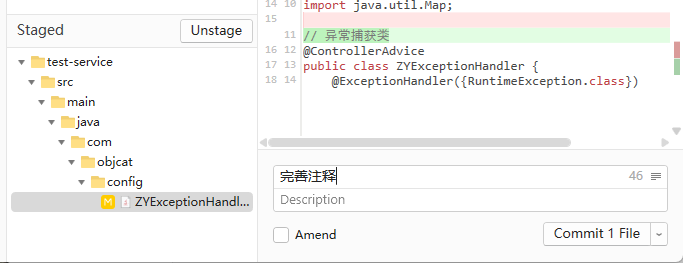 14 10 import java.util.Map;
15
11 // 异常捕获类
16 12 @ControllerAdvice
17 13 public class ZYExceptionHandler {
18 14 @ExceptionHandler({RuntimeException.class})
Staged
Unstage
test-service
src
main
java
com
objcat
config
M ZYExceptionHandl...
完善注释 46
Description
Amend
Commit 1 File